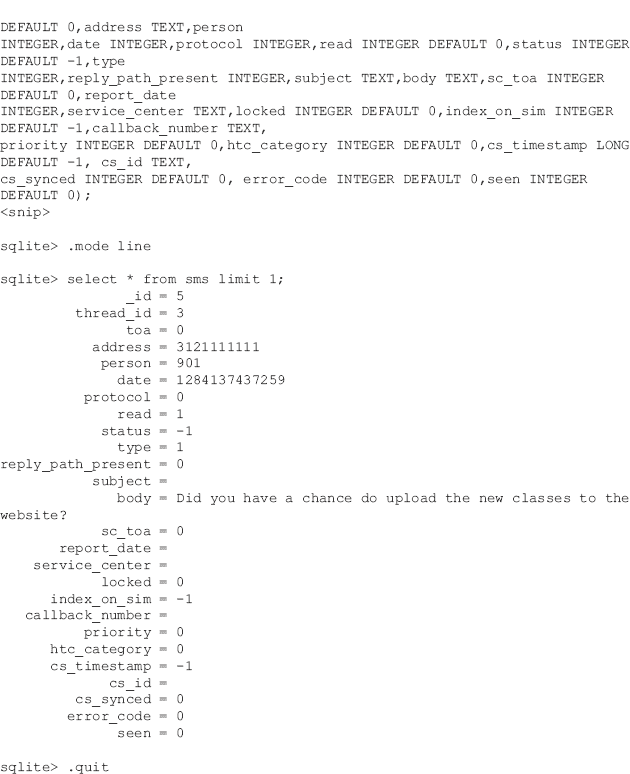 DEFAULT 0,address TEXT,person
INTEGER,date INTEGER,protocol INTEGER,read INTEGER DEFAULT 0,status INTEGER
DEFAULT -1,type
INTEGER,reply_path_present INTEGER,subject TEXT,body TEXT,sc_toa INTEGER
DEFAULT 0,report_date
INTEGER,service_center TEXT,locked INTEGER DEFAULT 0,index_on_sim INTEGER
DEFAULT -1,callback_number TEXT,
priority INTEGER DEFAULT 0,htc_category INTEGER DEFAULT 0,cs_timestamp LONG
DEFAULT -1, cs_id TEXT,
cs_synced INTEGER DEFAULT 0, error_code INTEGER DEFAULT 0,seen INTEGER
DEFAULT 0);
<snip>
sqlite> .mode line
sqlite> select * from sms limit 1;
_id = 5
thread_id = 3
toa = 0
address = 3121111111
person = 901
date = 1284137437259
protocol = 0
read = 1
status = -1
type = 1
reply_path_present = 0
subject =
body = Did you have a chance do upload the new classes to the
website?
sc_toa = 0
report_date =
service_center =
locked = 0
index_on_sim = -1
callback_number =
priority = 0
htc_category = 0
cs_timestamp = -1
cs_id =
cs_synced = 0
error_code = 0
seen = 0
sqlite> .quit